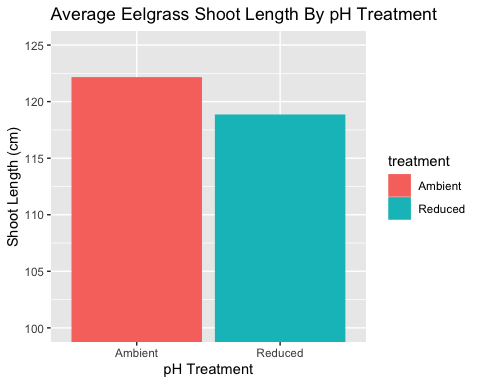 Average Eelgrass Shoot Length By pH Treatment
125
120
115
110
105
100
Shoot Length (cm)
Ambient
Reduced
pH Treatment
treatment
Ambient
Reduced